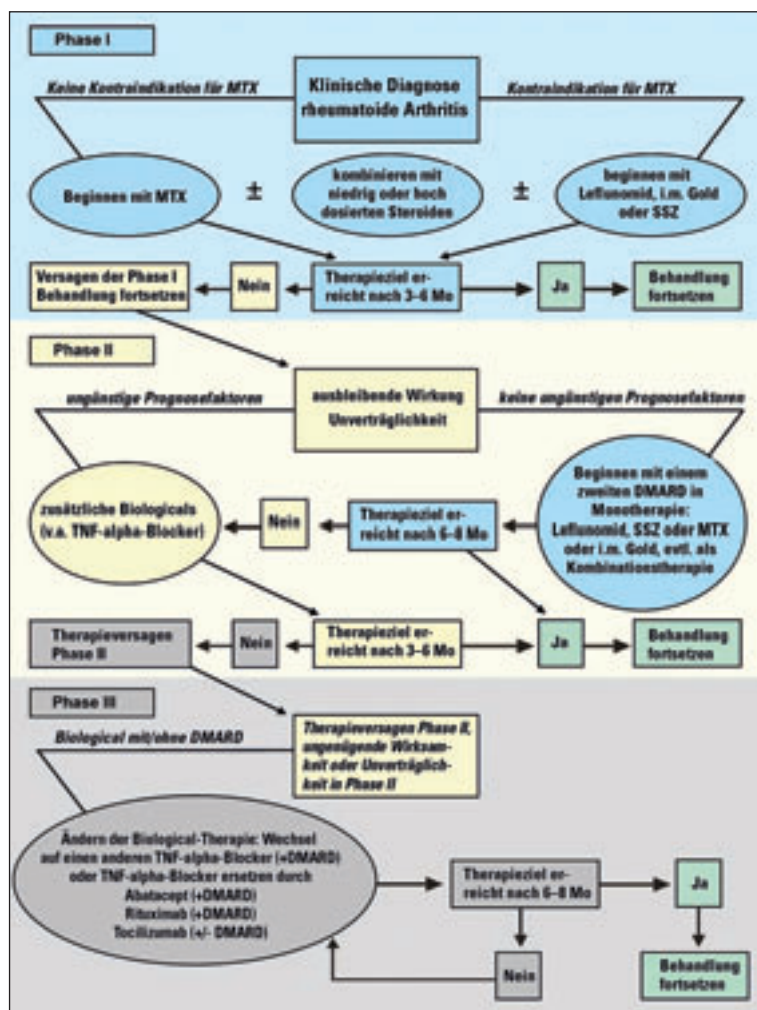 Phase I
Keine Kontraindikation für MTX
Klinische Diagnose
rheumatoide Arthritis
Kontraindikation für MTX
Beginnen mit MTX
±
kombinieren mit
niedrig oder hoch
dosierten Steroiden
±
beginnen mit
Leflunomid, i.m. Gold
oder SSZ
Versagen der Phase I
Behandlung fortsetzen
Nein
Therapieziel er-
reicht nach 3–6 Mo
Ja
Behandlung
fortsetzen
Phase II
ungünstige Prognosefaktoren
ausbleibende Wirkung
Unverträglichkeit
keine ungünstigen Prognosefaktoren
zusätzliche Biologicals
(v.a. TNF-alpha-Blocker)
Nein
Therapieziel er-
reicht nach 6–8 Mo
Beginnen mit einem
zweiten DMARD in
Monotherapie:
Leflunomid, SSZ oder MTX
oder i.m. Gold, evtl. als
Kombinationstherapie
Therapieversagen
Phase II
Nein
Therapieziel er-
reicht nach 3–6 Mo
Ja
Behandlung
fortsetzen
Phase III
Biological mit/ohne DMARD
Therapieversagen Phase II,
ungenügende Wirksam-
keit oder Unverträglich-
keit in Phase II
Ändern der Biological-Therapie: Wechsel
auf einen anderen TNF-alpha-Blocker (+DMARD)
oder TNF-alpha-Blocker ersetzen durch
Abatacept (+DMARD)
Rituximab (+DMARD)
Tocilizumab (+/- DMARD)
Therapieziel er-
reicht nach 6–8 Mo
Ja
Nein
Behandlung
fortsetzen